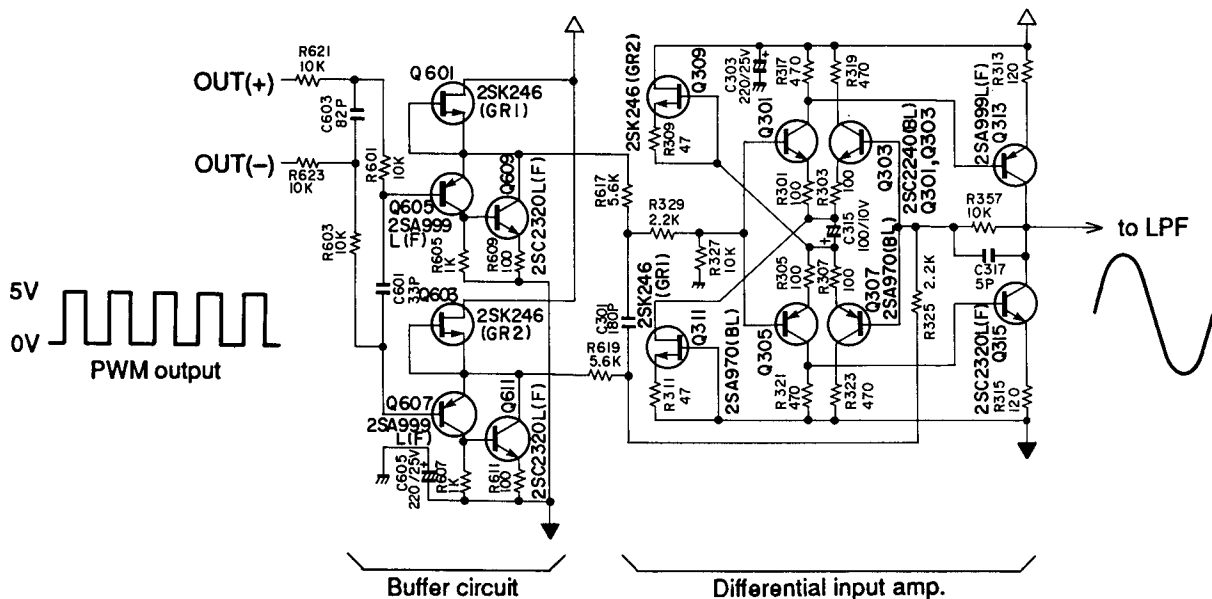 OUT(+)
R621
10K
C603
82P
OUT(−)
R623
10K
R601
10K
R603
10K
C601
33P
Q601
2SK246
(GR1)
Q605
2SA999
L(F)
Q609
2SC2320L(F)
R605
1K
R609
100
Q603
2SK246
(GR2)
Q607
2SA999
L(F)
Q611
2SC2320L(F)
C605
220/25V
+
R607
1K
R611
100
5V
0V
PWM output
R617
5.6K
R329
2.2K
R327
10K
C301
180P
R619
5.6K
2SK246(GR2)
Q309
R309
47
C303
220/25V
+
R317
470
R319
470
R313
120
Q301
Q303
2SC2240(BL)
Q301,Q303
2SA999L(F)
Q313
R301
100
R303
100
C315
100/10V
+
R305
100
R307
100
2SK246(GR1)
Q311
R311
47
2SA970(BL)
Q305
Q307
2SA970(BL)
R321
470
R323
470
R357
10K
C317
5P
R325
2.2K
2SC2320L(F)
Q315
R315
120
to LPF
Buffer circuit
Differential input amp.